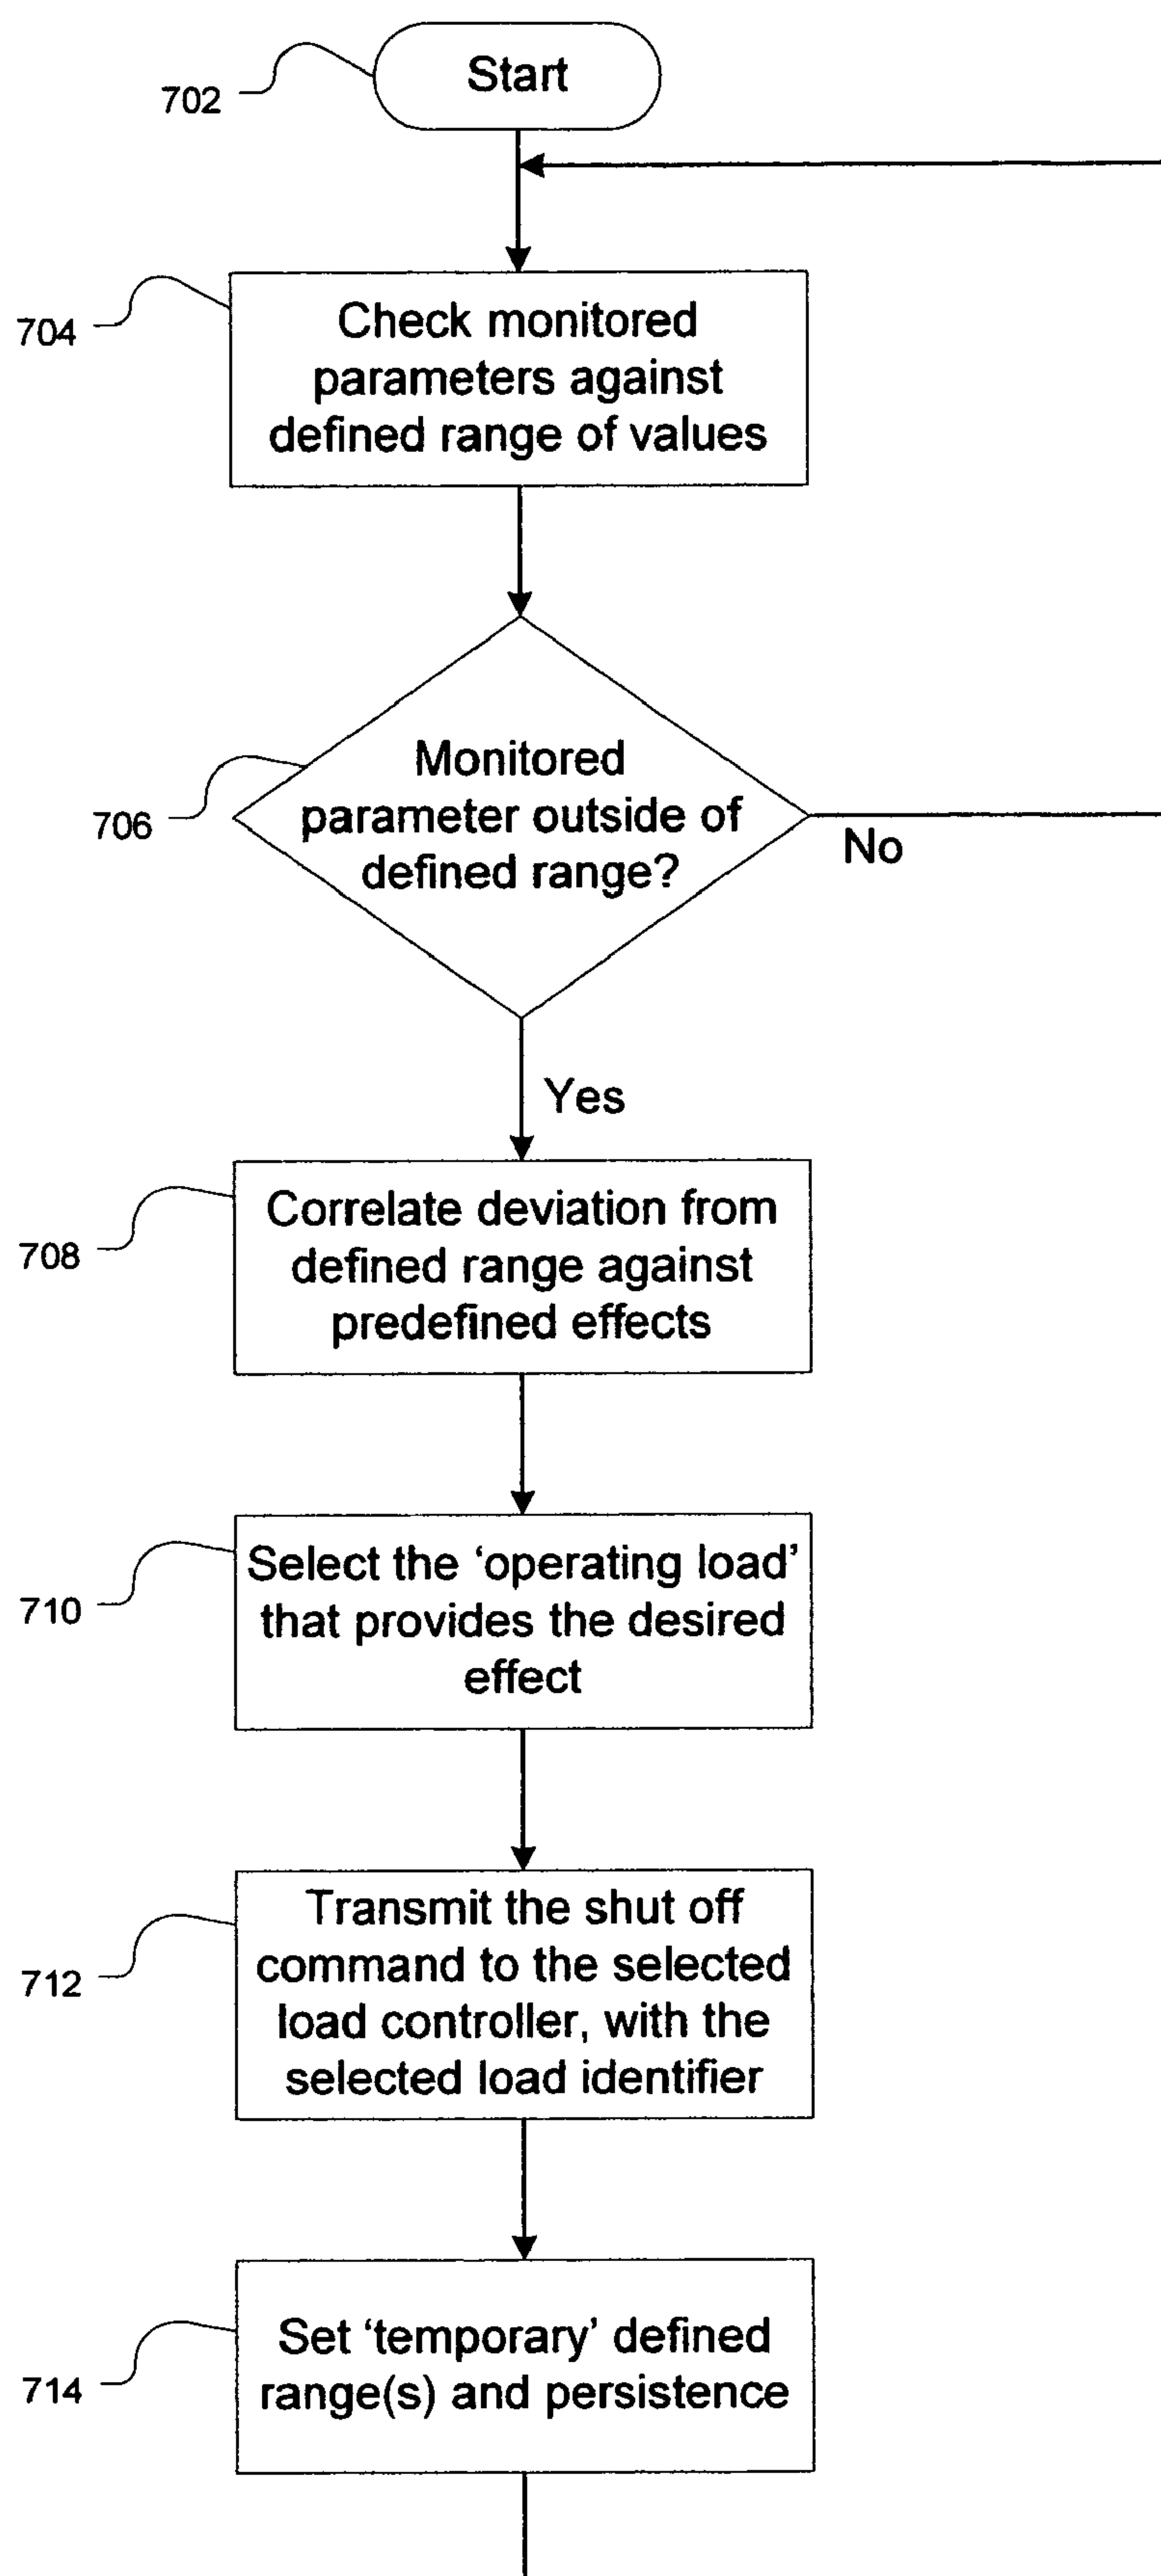 702
Start
704
Check monitored
parameters against
defined range of values
706
Monitored
parameter outside of
defined range?
No
Yes
708
Correlate deviation from
defined range against
predefined effects
710
Select the ‘operating load’
that provides the desired
effect
712
Transmit the shut off
command to the selected
load controller, with the
selected load identifier
714
Set ‘temporary’ defined
range(s) and persistence